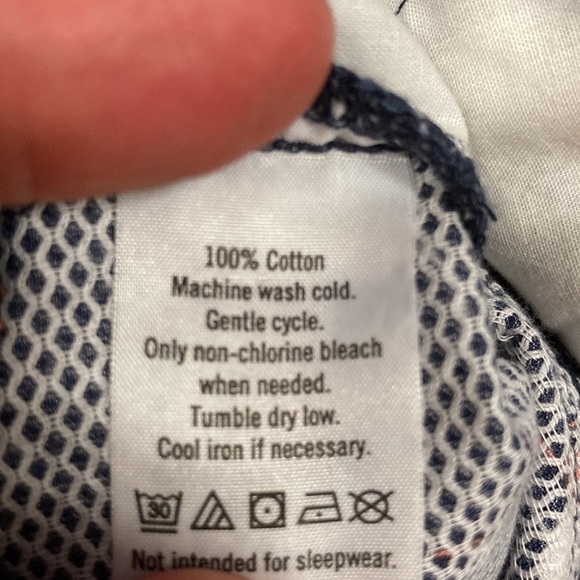 100% Cotton
Machine wash cold.
Gentle cycle.
Only non-chlorine bleach
when needed.
Tumble dry low.
Cool iron if necessary.
30
Not intended for sleepwear.